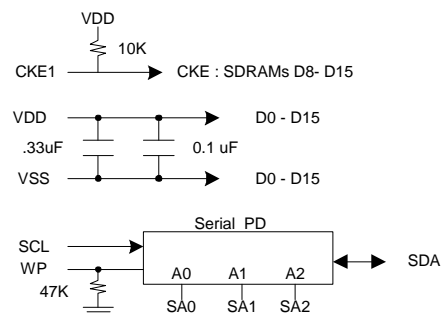 VDD
10K
CKE1
CKE : SDRAMs D8- D15
VDD
D0 - D15
.33uF
0.1 uF
VSS
D0 - D15
Serial PD
SCL
SDA
WP
A0 A1 A2
47K
SA0 SA1 SA2